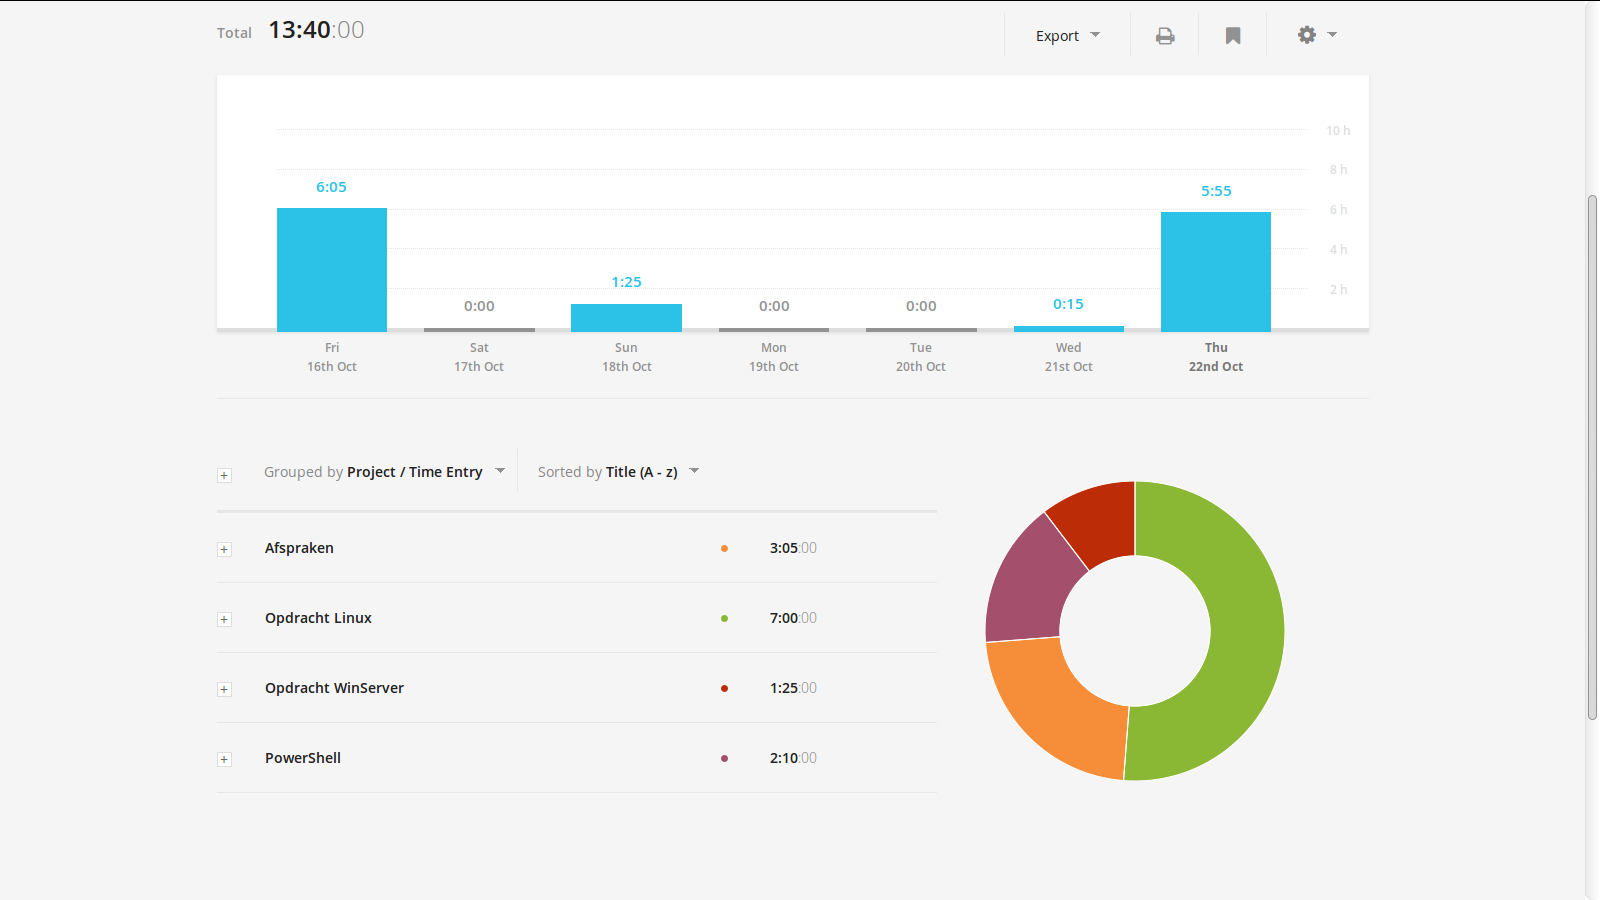 Total 13:40:00
Export
10 h
8 h
6:05
5:55
6 h
4 h
1:25
2 h
0:00
0:00
0:00
0:15
Fri Sat Sun Mon Tue Wed Thu
16th Oct 17th Oct 18th Oct 19th Oct 20th Oct 21st Oct 22nd Oct
Grouped by Project / Time Entry Sorted by Title (A - z)
Afspraken 3:05:00
Opdracht Linux 7:00:00
Opdracht WinServer 1:25:00
PowerShell 2:10:00